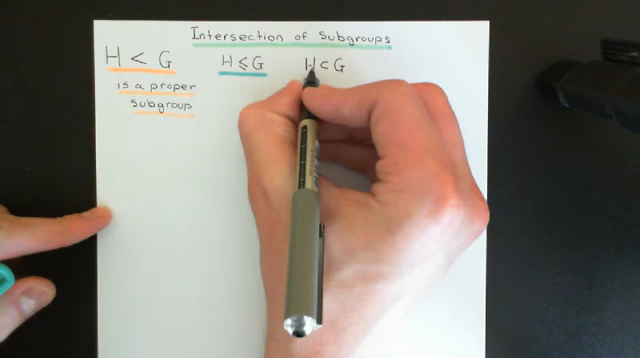 Intersection of Subgroups
H < G H ≤ G H ⊂ G
is a proper
subgroup